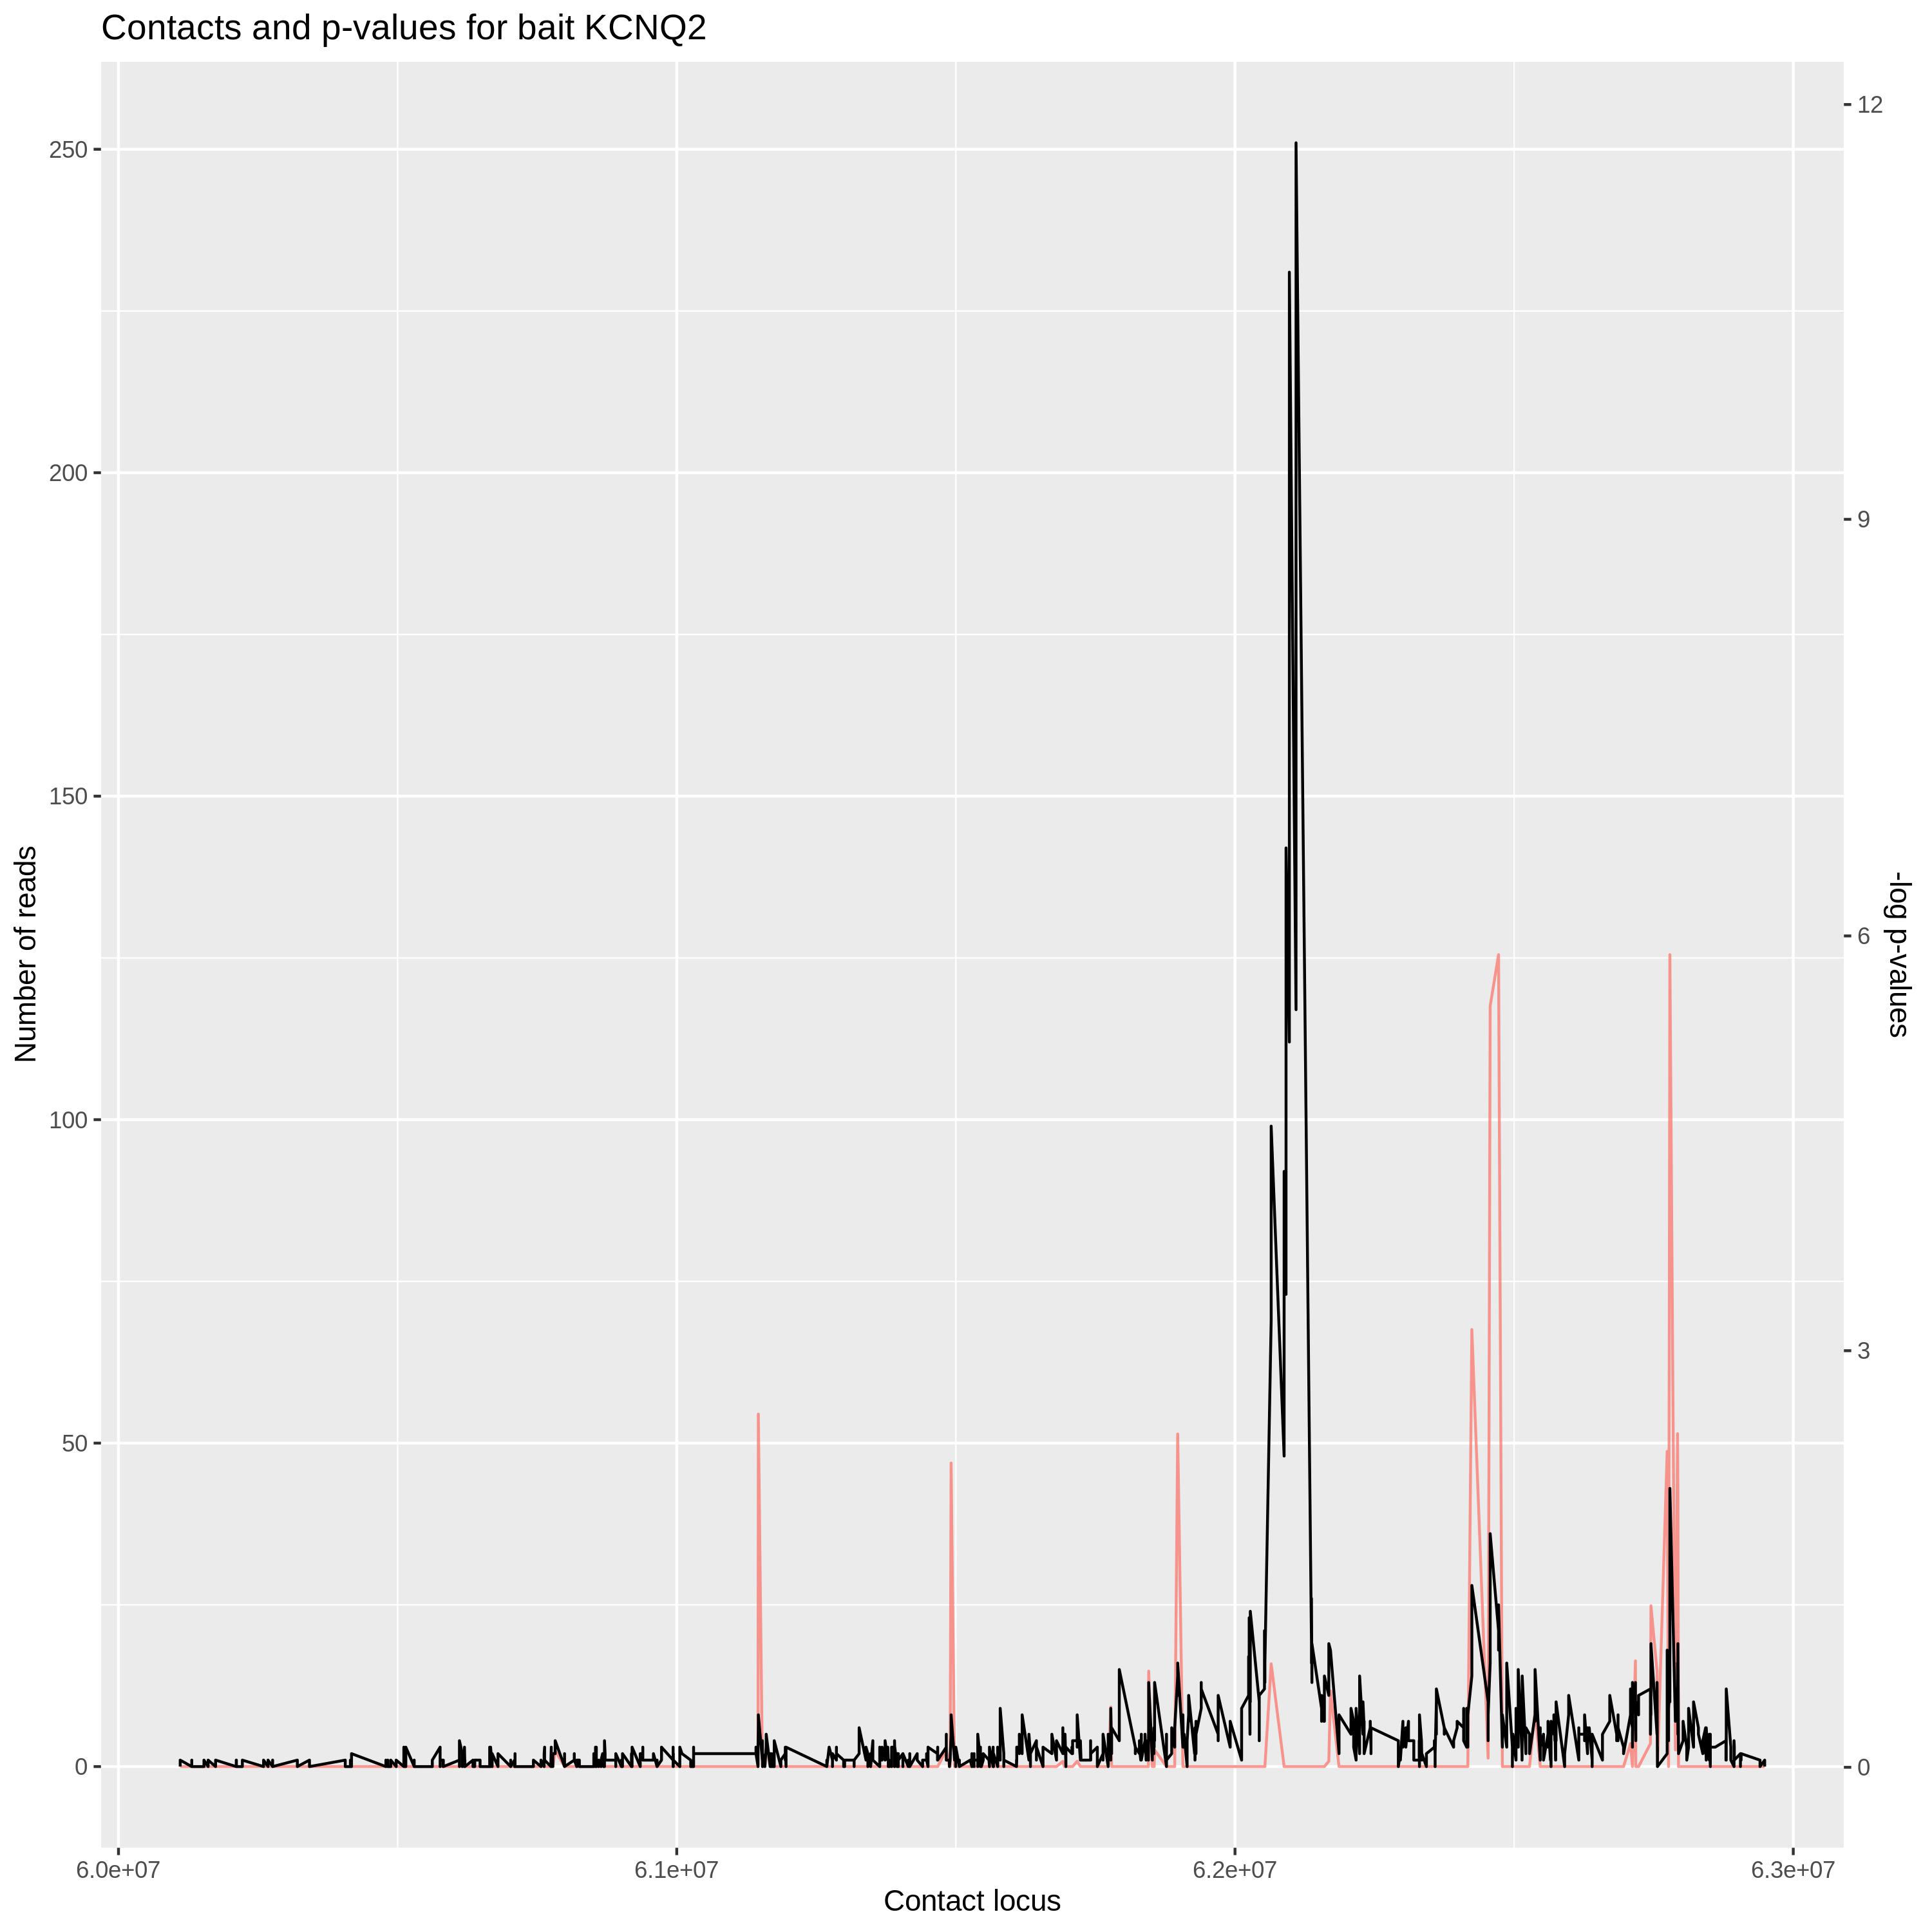 Contacts and p-values for bait KCNQ2
250
200
150
100
50
0
Number of reads
12
9
6
3
0
-log p-values
6.0e+07 6.1e+07 6.2e+07 6.3e+07
Contact locus